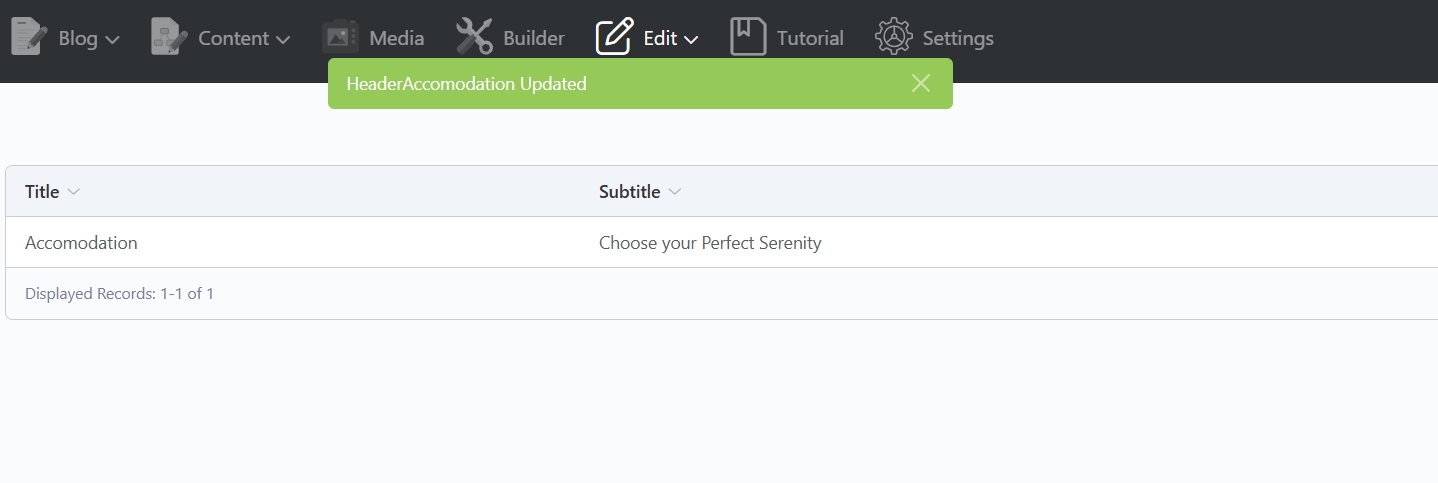 Blog Content Media Builder Edit Tutorial Settings
HeaderAccomodation Updated
Title Subtitle
Accomodation Choose your Perfect Serenity
Displayed Records: 1-1 of 1